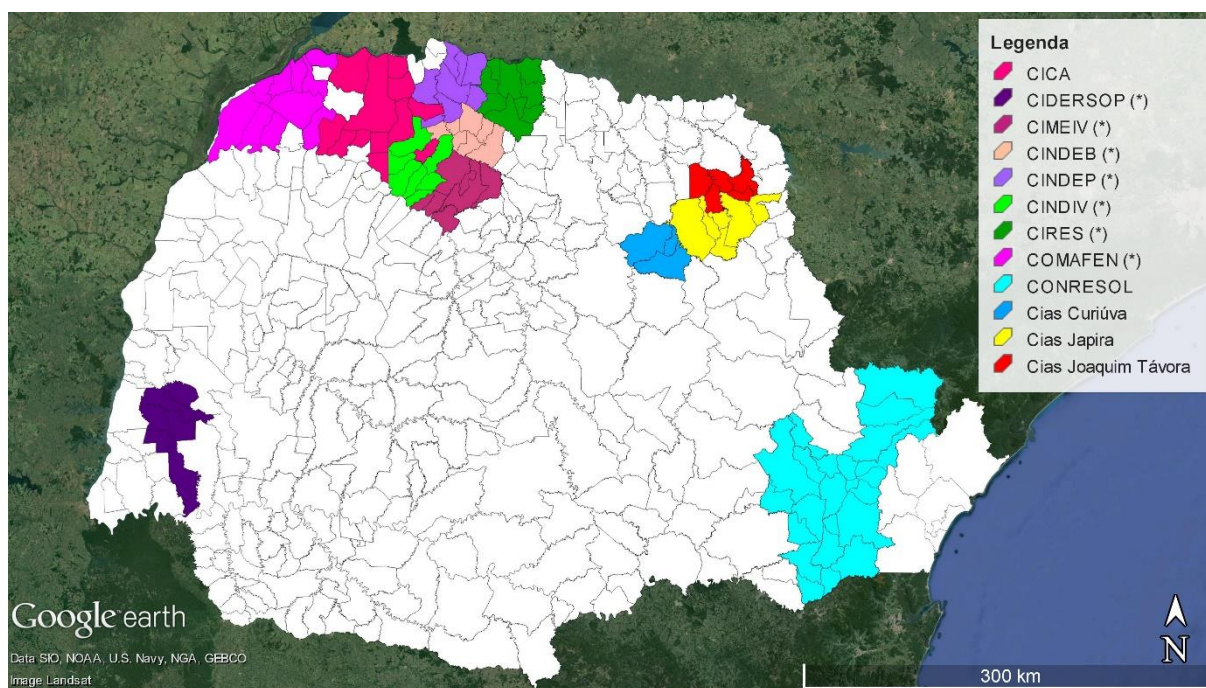 Legenda
CICA
CIDERSOP (*)
CIMEIV (*)
CINDEB (*)
CINDEP (*)
CINDIV (*)
CIRES (*)
COMAFEN (*)
CONRESOL
Cias Curiúva
Cias Japira
Cias Joaquim Távora
Google earth
Data SIO, NOAA, U.S. Navy, NGA, GEBCO
Image Landsat
N
300 km